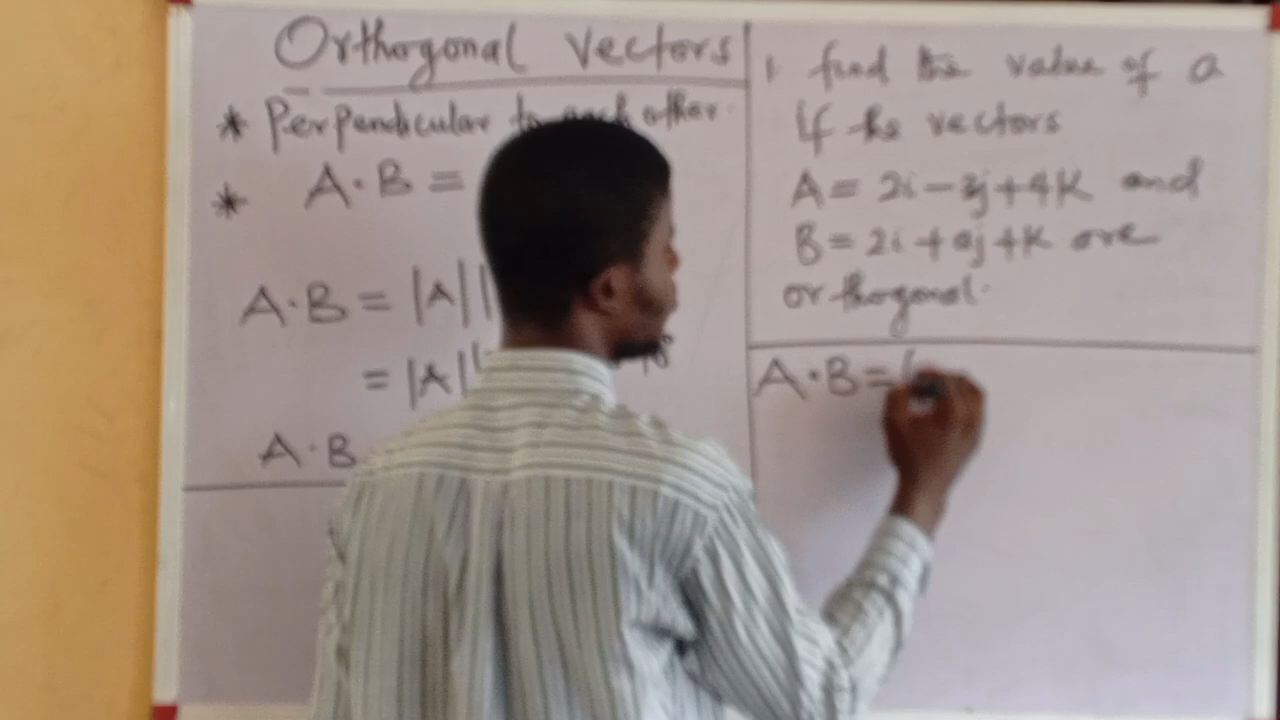 Orthogonal Vectors
* Perpendicular to each other.
* A·B =
A·B = |A| |
= |A| |
A·B
1. find the value of a
if the vectors
A = 2i - 3j + 4k and
B = 2i + aj + k are
orthogonal.
A·B = (